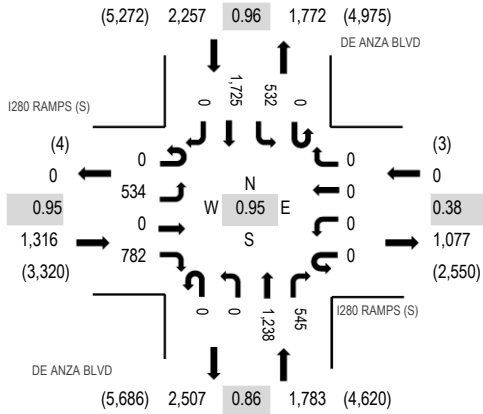 (5,272) 2,257 0.96 1,772 (4,975)
DE ANZA BLVD
I280 RAMPS (S)
0 1,725 532 0
(4) 0 0 (3)
0 534 N 0 0
0.95 0 W 0.95 E 0 0.38
1,316 782 S 0 1,077
(3,320) (2,550)
0 0 1,238 545
I280 RAMPS (S)
DE ANZA BLVD
(5,686) 2,507 0.86 1,783 (4,620)